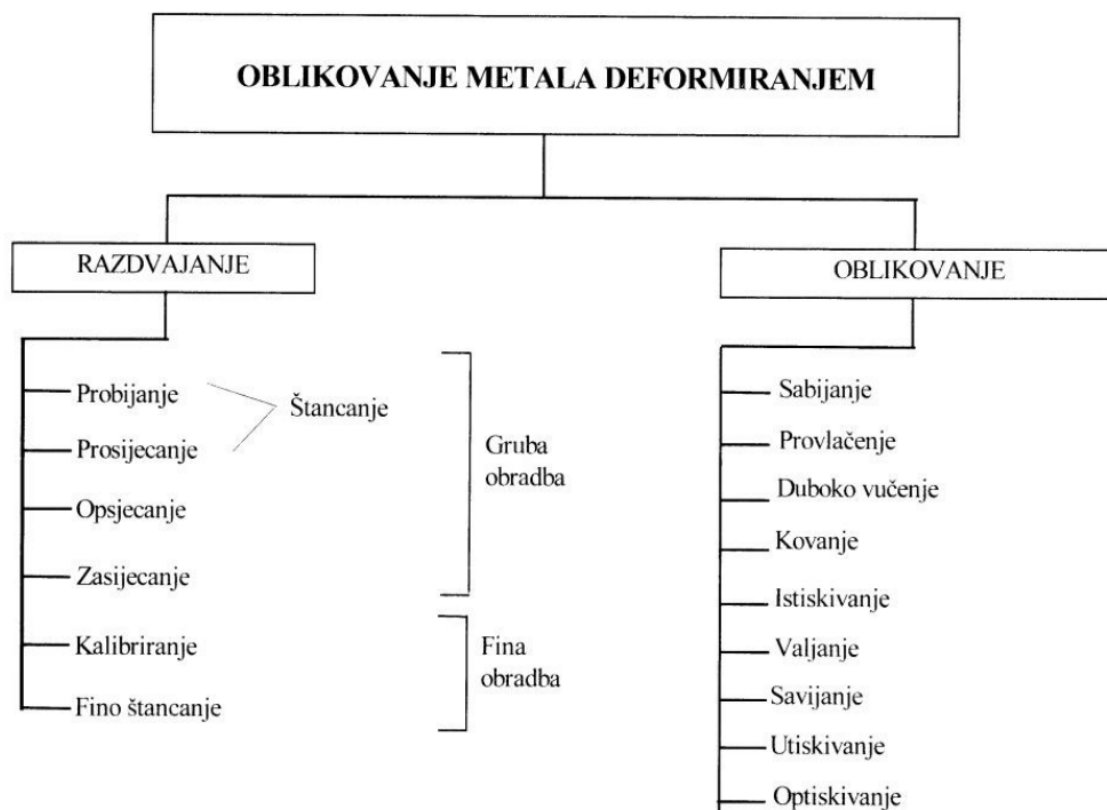 OBLIKOVANJE METALA DEFORMIRANJEM
RAZDVAJANJE
Probijanje
Prosijecanje
Štancanje
Opsjecanje
Zasijecanje
Gruba
obradba
Kalibriranje
Fino štancanje
Fina
obradba
OBLIKOVANJE
Sabijanje
Provlačenje
Duboko vučenje
Kovanje
Istiskivanje
Valjanje
Savijanje
Utiskivanje
Optiskivanje